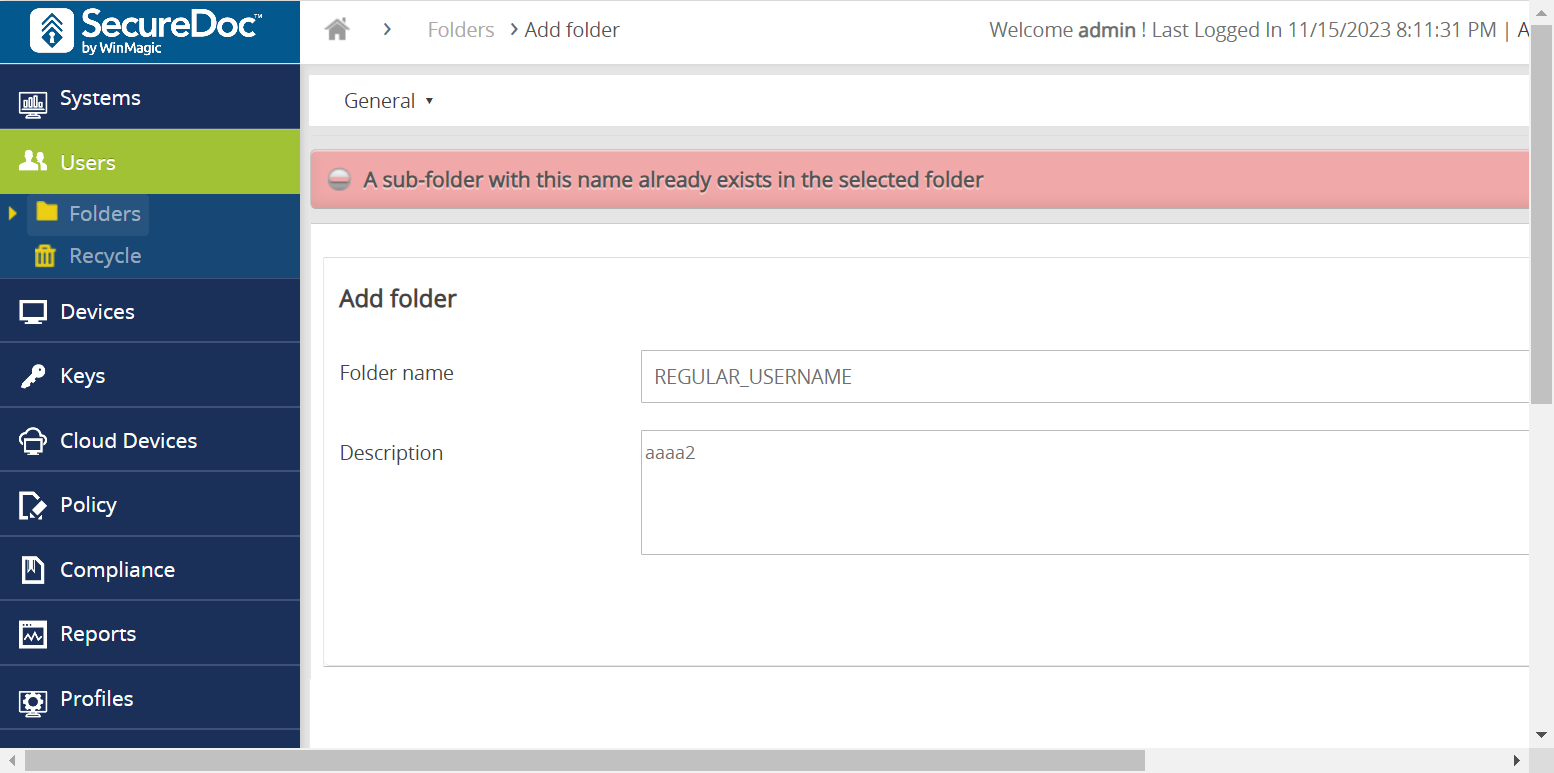 SecureDoc™
by WinMagic
Folders
Add folder
Welcome admin ! Last Logged In 11/15/2023 8:11:31 PM | A
Systems
General
Users
A sub-folder with this name already exists in the selected folder
Folders
Recycle
Add folder
Devices
Folder name
REGULAR_USERNAME
Keys
Cloud Devices
Description
aaaa2
Policy
Compliance
Reports
Profiles